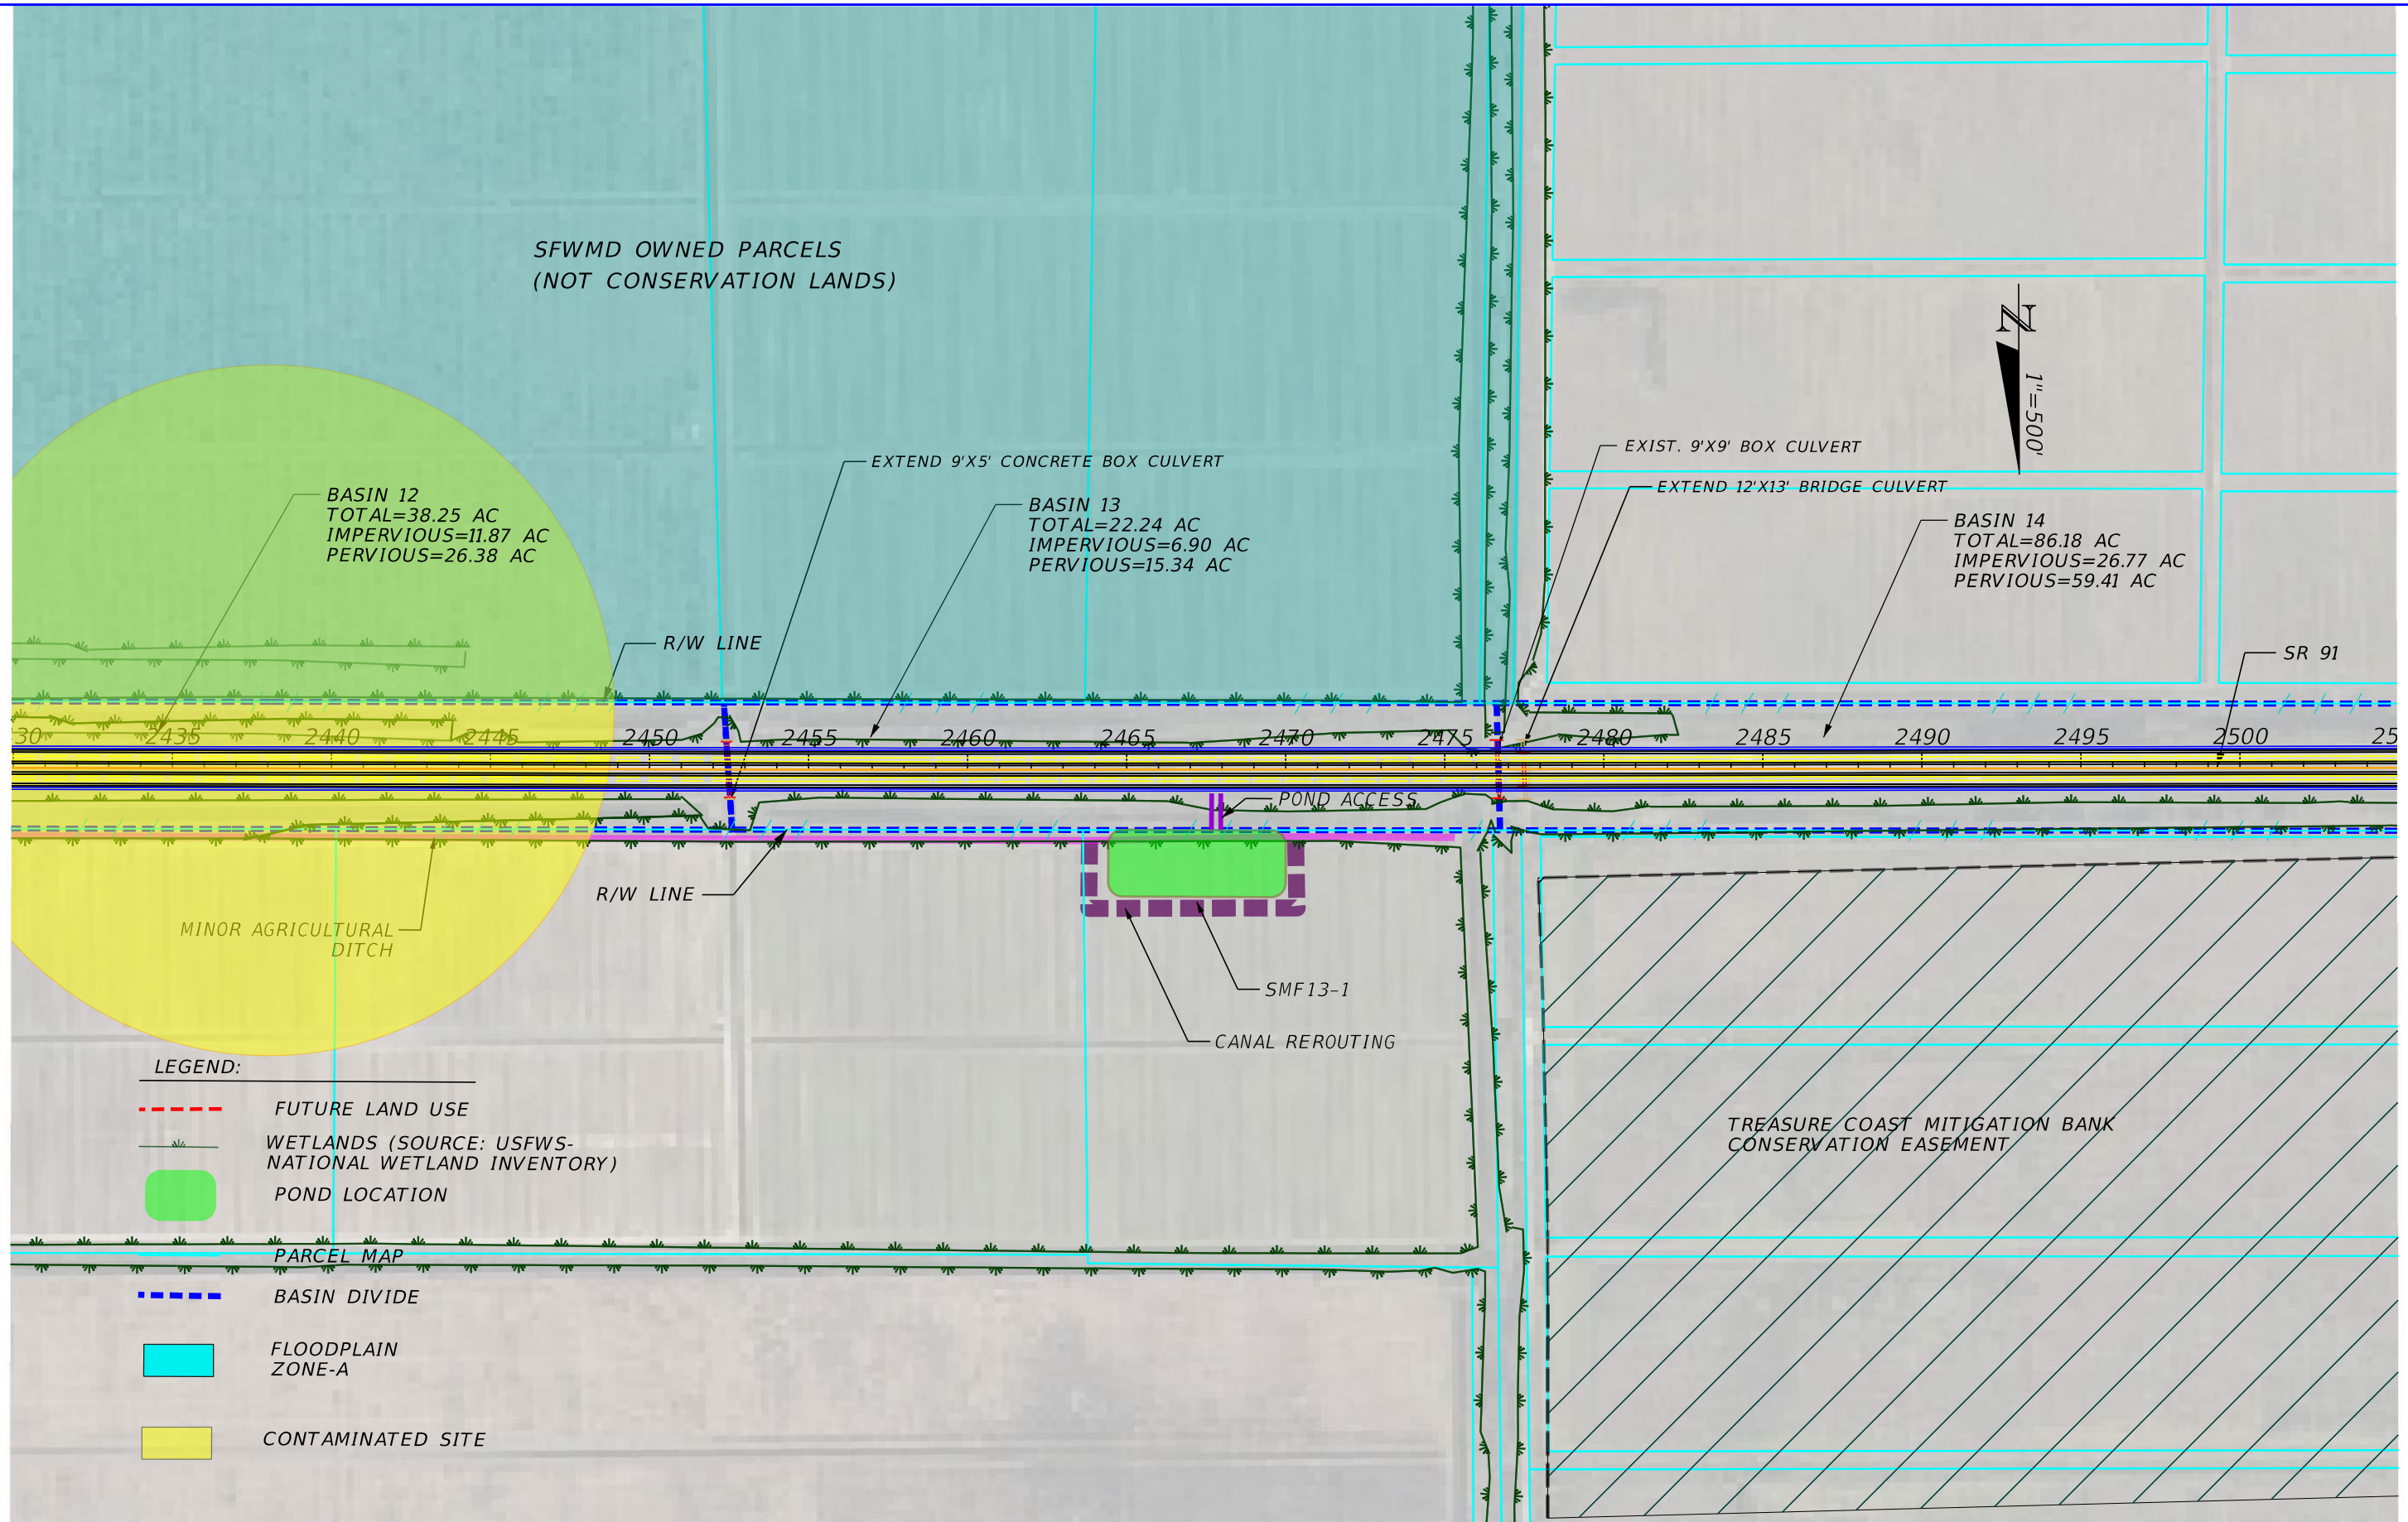 SFWMD OWNED PARCELS
(NOT CONSERVATION LANDS)
N
1"=500'
EXTEND 9'X5' CONCRETE BOX CULVERT
EXIST. 9'X9' BOX CULVERT
EXTEND 12'X13' BRIDGE CULVERT
BASIN 12
TOTAL=38.25 AC
IMPERVIOUS=11.87 AC
PERVIOUS=26.38 AC
BASIN 13
TOTAL=22.24 AC
IMPERVIOUS=6.90 AC
PERVIOUS=15.34 AC
BASIN 14
TOTAL=86.18 AC
IMPERVIOUS=26.77 AC
PERVIOUS=59.41 AC
R/W LINE
SR 91
30 2435 2440 2445 2450 2455 2460 2465 2470 2475 2480 2485 2490 2495 2500 25
POND ACCESS
R/W LINE
MINOR AGRICULTURAL
DITCH
SMF13-1
CANAL REROUTING
TREASURE COAST MITIGATION BANK
CONSERVATION EASEMENT
LEGEND:
FUTURE LAND USE
WETLANDS (SOURCE: USFWS-
NATIONAL WETLAND INVENTORY)
POND LOCATION
PARCEL MAP
BASIN DIVIDE
FLOODPLAIN
ZONE-A
CONTAMINATED SITE